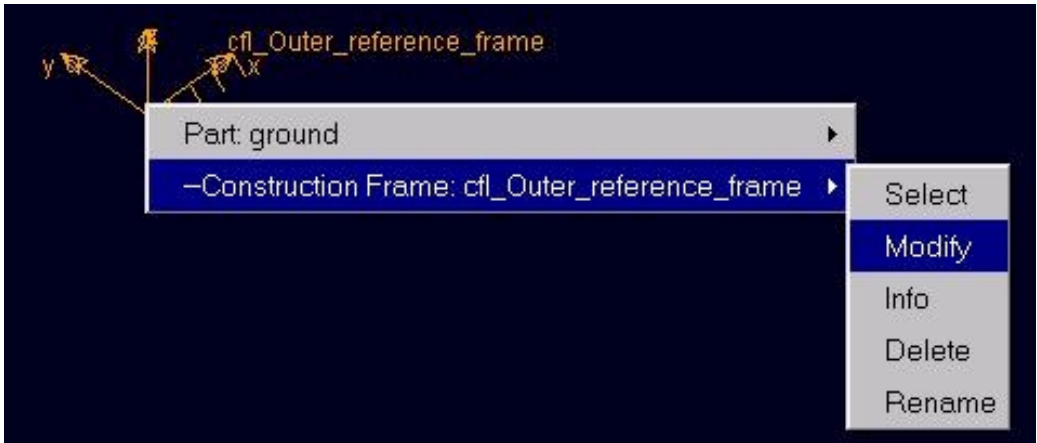 cfl_Outer_reference_frame
y
x
Part: ground
–Construction Frame: cfl_Outer_reference_frame
Select
Modify
Info
Delete
Rename